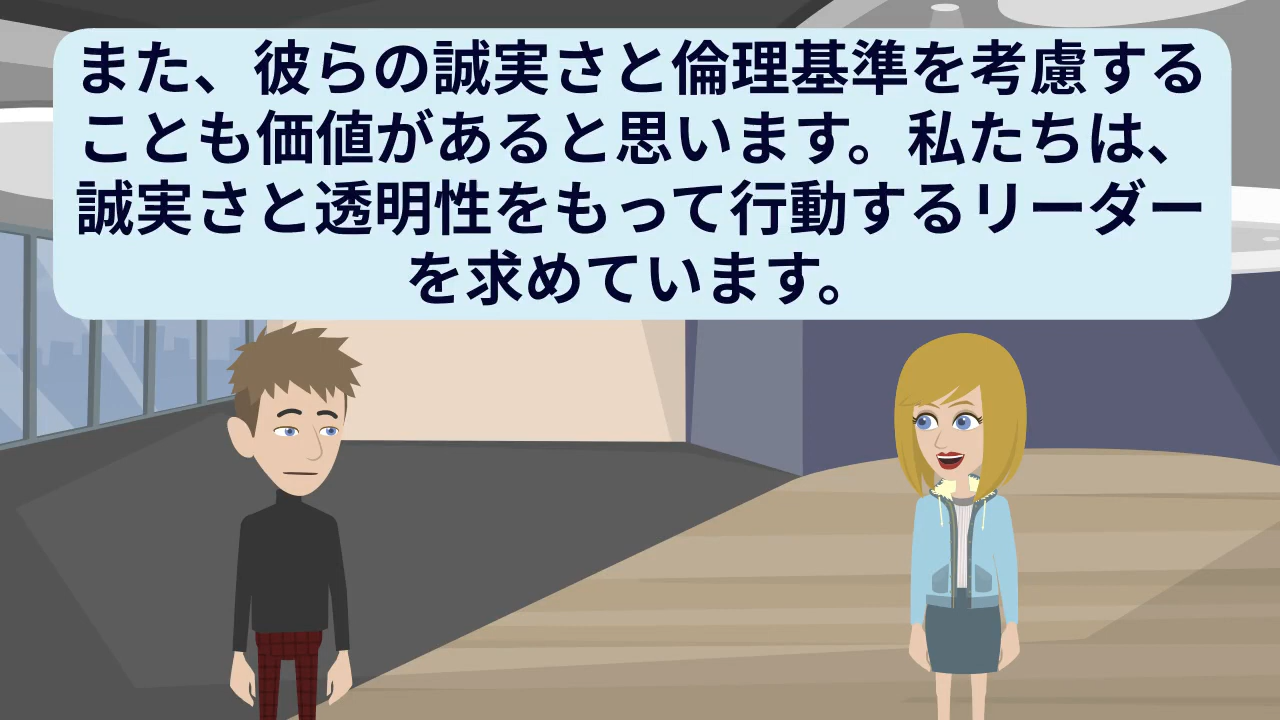 また、彼らの誠実さと倫理基準を考慮する
ことも価値があると思います。私たちは、
誠実さと透明性をもって行動するリーダー
を求めています。